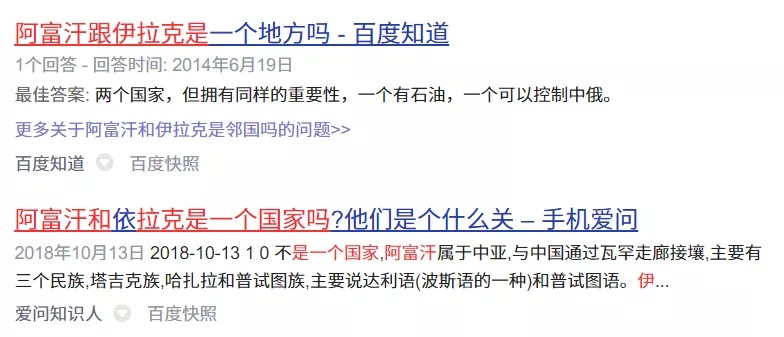 阿富汗跟伊拉克是一个地方吗 - 百度知道
1个回答 - 回答时间: 2014年6月19日
最佳答案: 两个国家，但拥有同样的重要性，一个有石油，一个可以控制中俄。
更多关于阿富汗和伊拉克是邻国吗的问题>>
百度知道 百度快照
阿富汗和依拉克是一个国家吗?他们是个什么关 – 手机爱问
2018年10月13日 2018-10-13 1 0 不是一个国家,阿富汗属于中亚,与中国通过瓦罕走廊接壤,主要有
三个民族,塔吉克族,哈扎拉和普试图族,主要说达利语(波斯语的一种)和普试图语。伊...
爱问知识人 百度快照